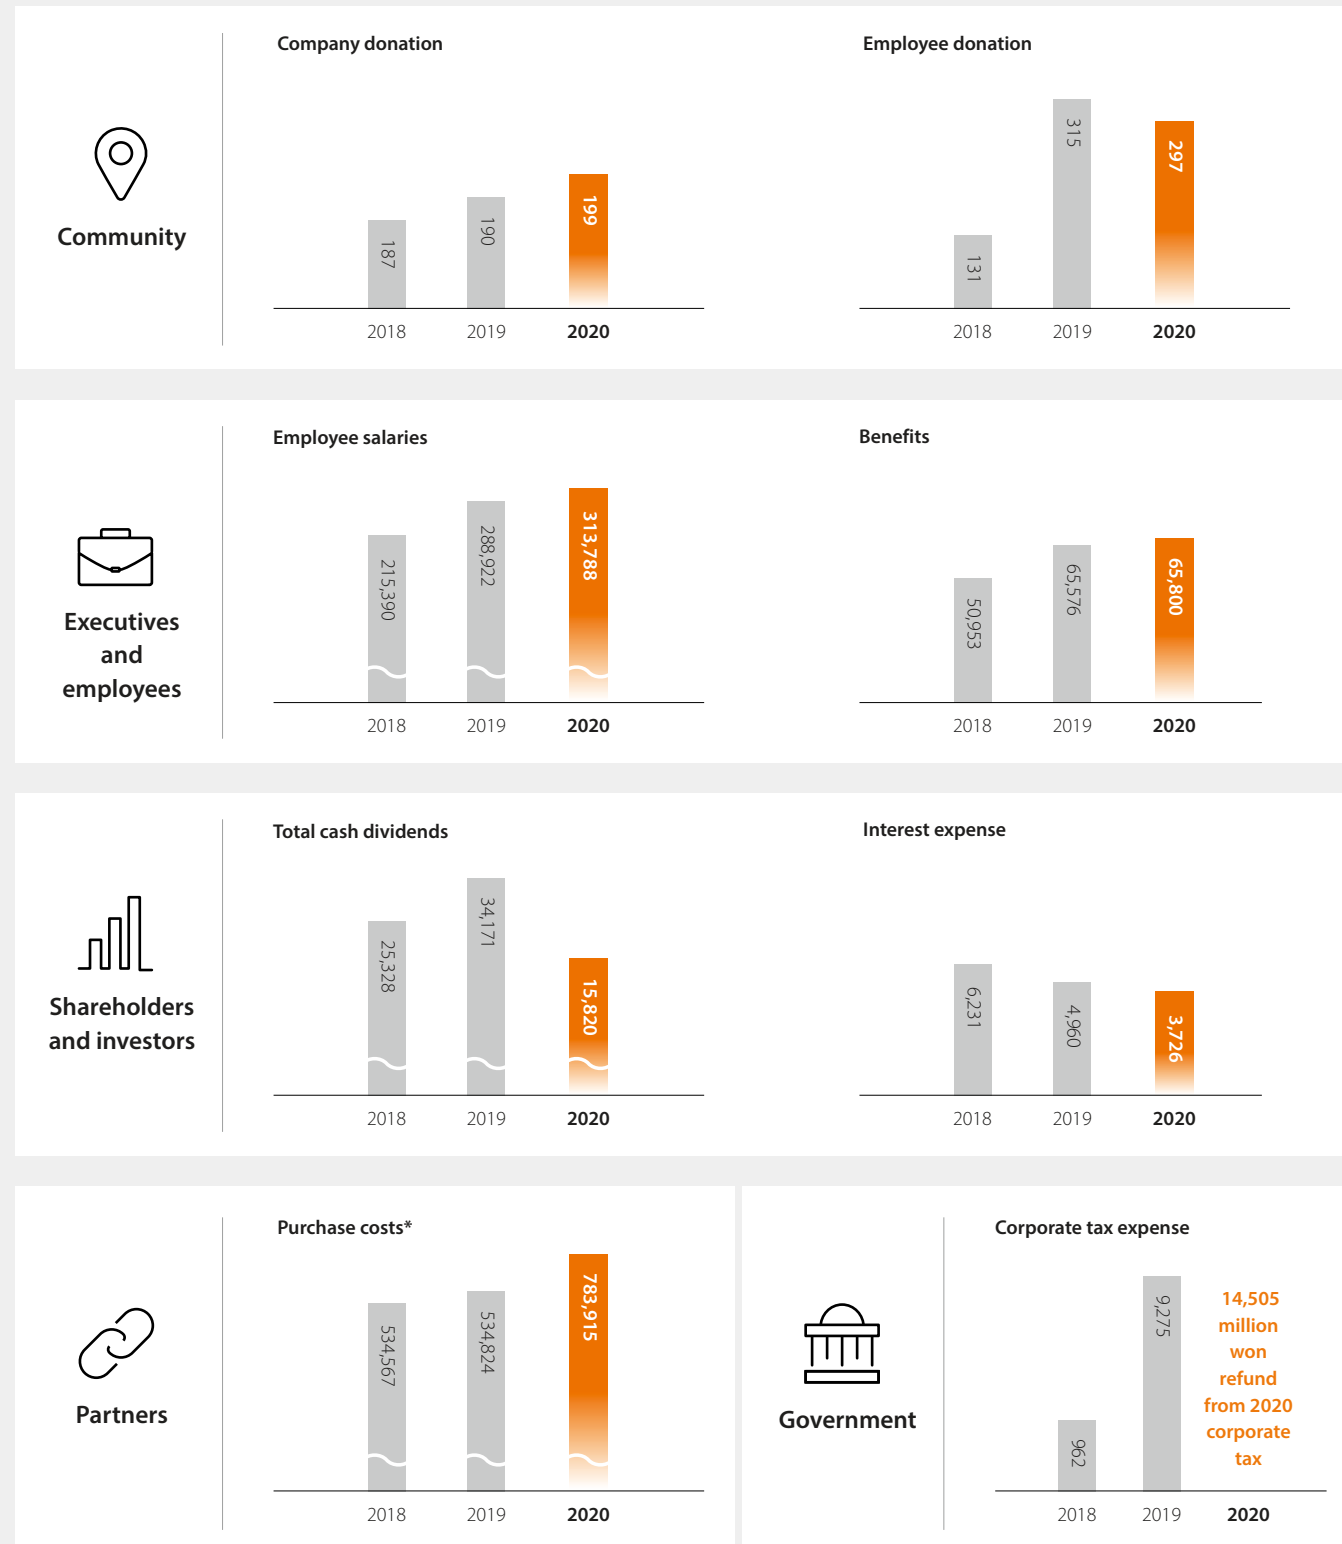 Community
Company donation
187
190
199
2018
2019
2020
Employee donation
131
315
297
2018
2019
2020
Executives
and
employees
Employee salaries
215,390
288,922
313,788
2018
2019
2020
Benefits
50,953
65,576
65,800
2018
2019
2020
Shareholders
and investors
Total cash dividends
25,328
34,171
15,820
2018
2019
2020
Interest expense
6,231
4,960
3,726
2018
2019
2020
Partners
Purchase costs*
534,567
534,824
783,915
2018
2019
2020
Government
Corporate tax expense
962
9,275
14,505
million
won
refund
from 2020
corporate
tax
2018
2019
2020